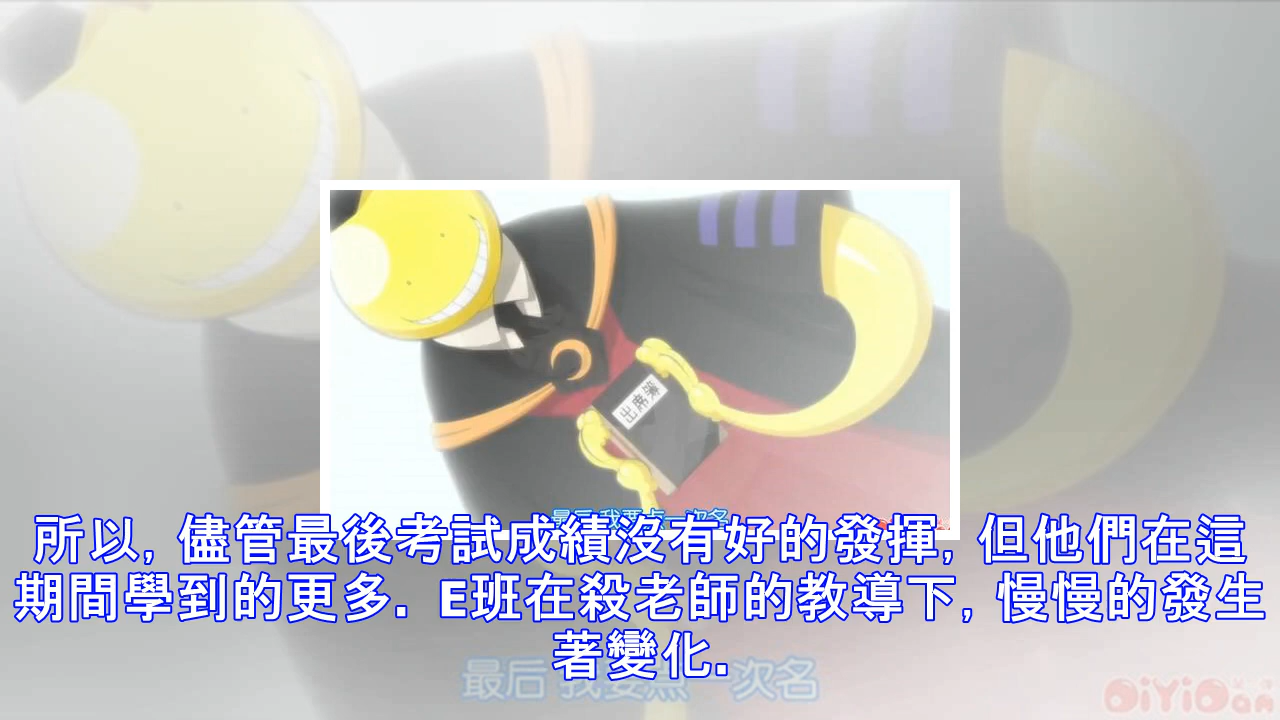 出席簿
所以, 儘管最後考試成績沒有好的發揮, 但他們在這
期間學到的更多. E班在殺老師的教導下, 慢慢的發生
著變化.
最后 我要点一次名